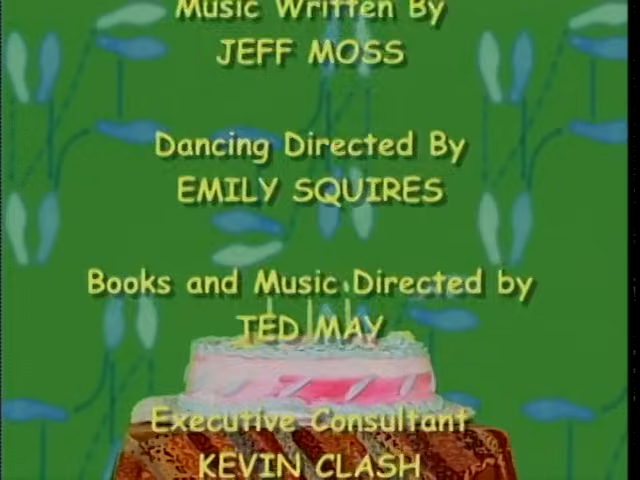 Music Written By
JEFF MOSS
Dancing Directed By
EMILY SQUIRES
Books and Music Directed by
TED MAY
Executive Consultant
KEVIN CLASH